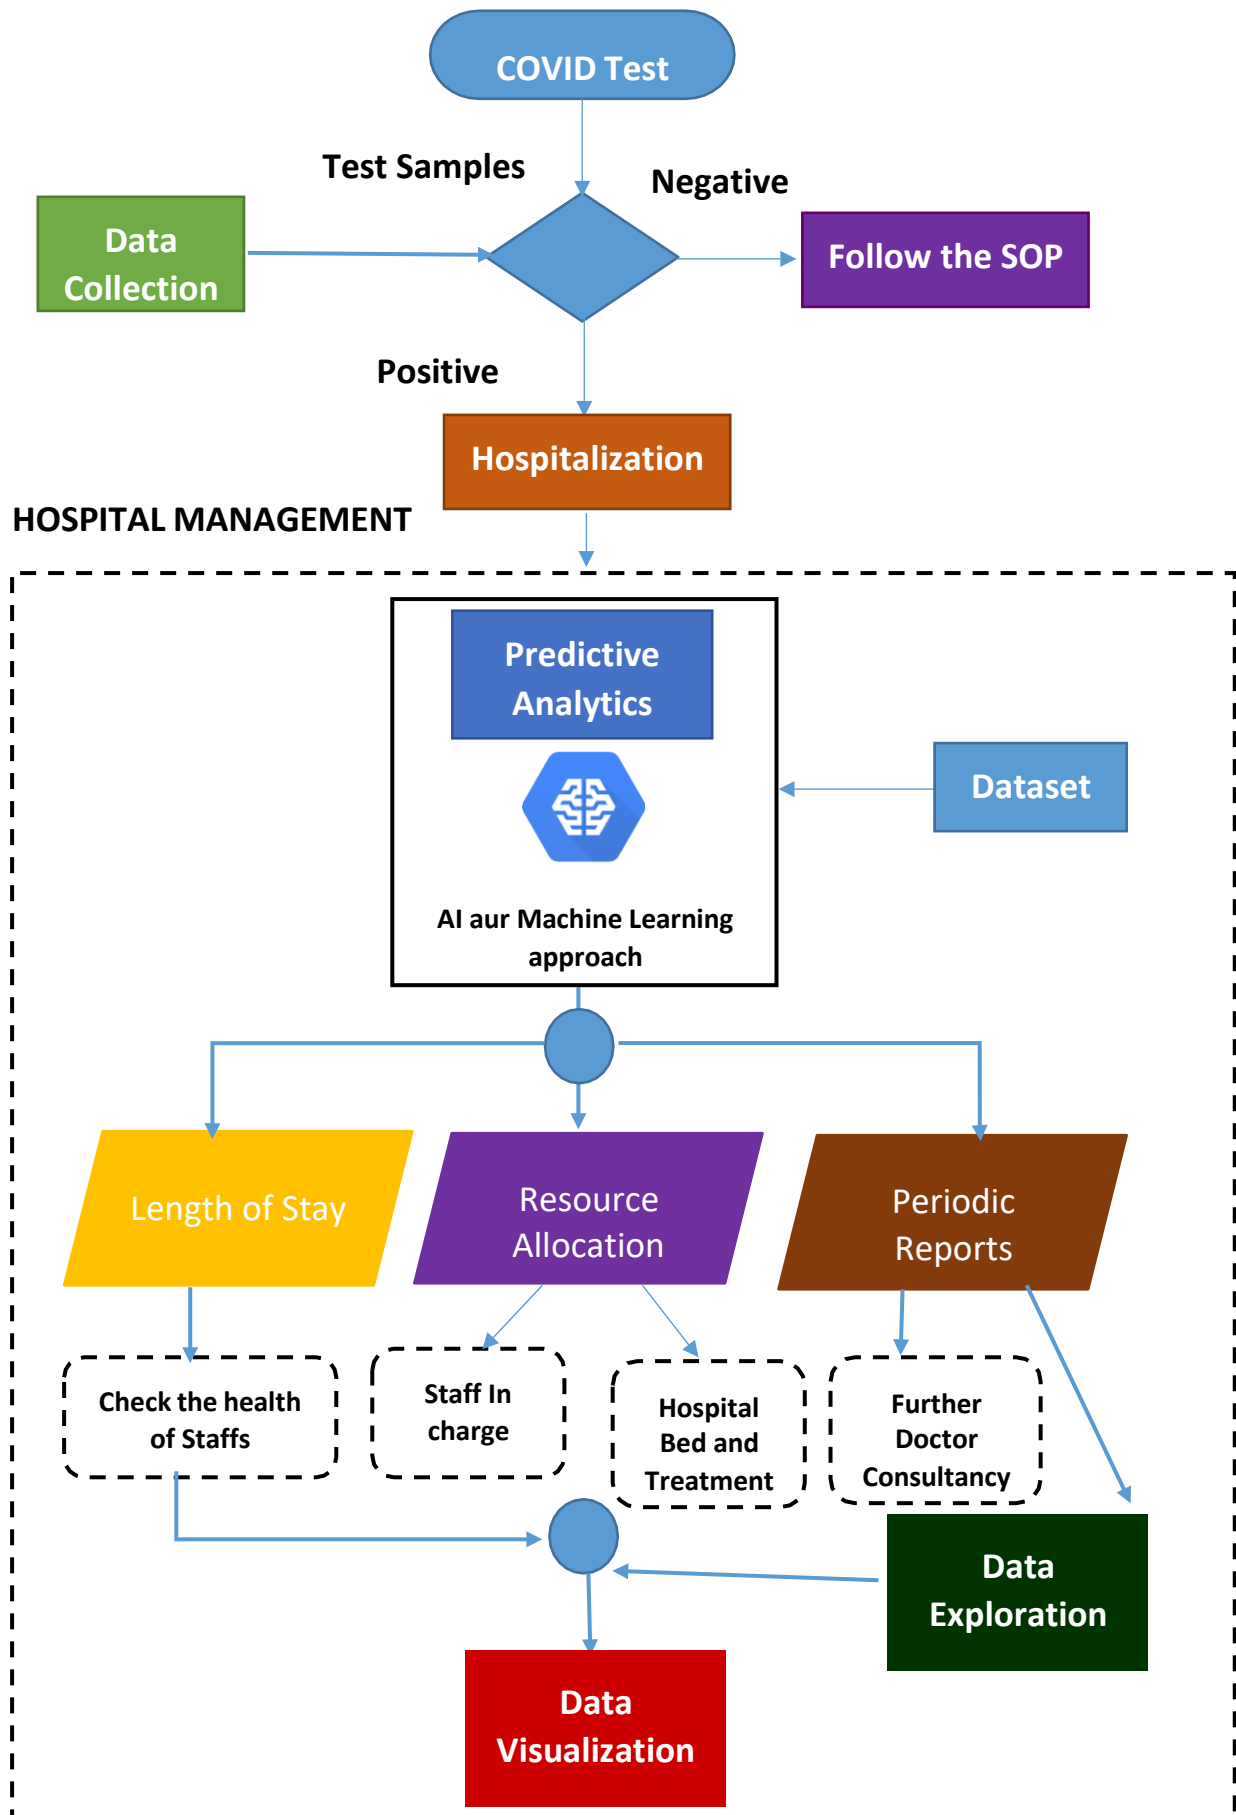 COVID Test
Test Samples
Negative
Data
Collection
Follow the SOP
Positive
Hospitalization
HOSPITAL MANAGEMENT
Predictive
Analytics
Dataset
AI aur Machine Learning
approach
Length of Stay
Resource
Allocation
Periodic
Reports
Check the health
of Staffs
Staff In
charge
Hospital
Bed and
Treatment
Further
Doctor
Consultancy
Data
Exploration
Data
Visualization